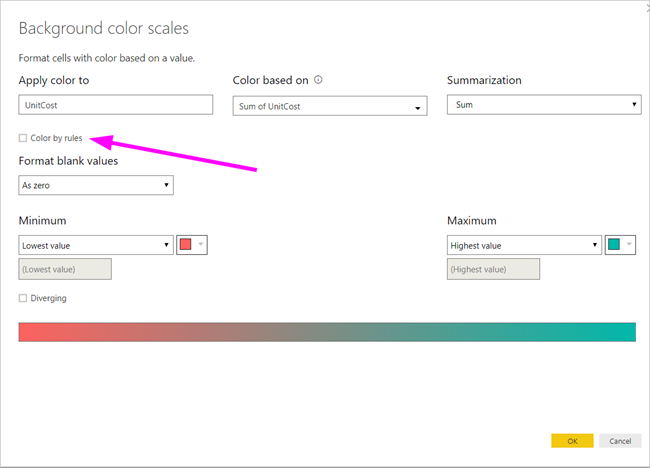 Background color scales
Format cells with color based on a value.
Apply color to
Color based on
Summarization
UnitCost
Sum of UnitCost
Sum
Color by rules
Format blank values
As zero
Minimum
Maximum
Lowest value
Highest value
(Lowest value)
(Highest value)
Diverging
OK
Cancel